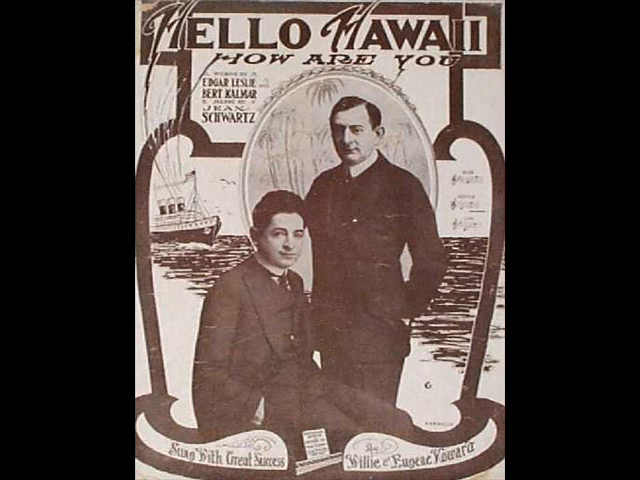 HELLO HAWAII
HOW ARE YOU
WORDS BY
EDGAR LESLIE AND
BERT KALMAR
MUSIC BY
JEAN
SCHWARTZ
Sung With Great Success
By
Willie & Eugene Howard